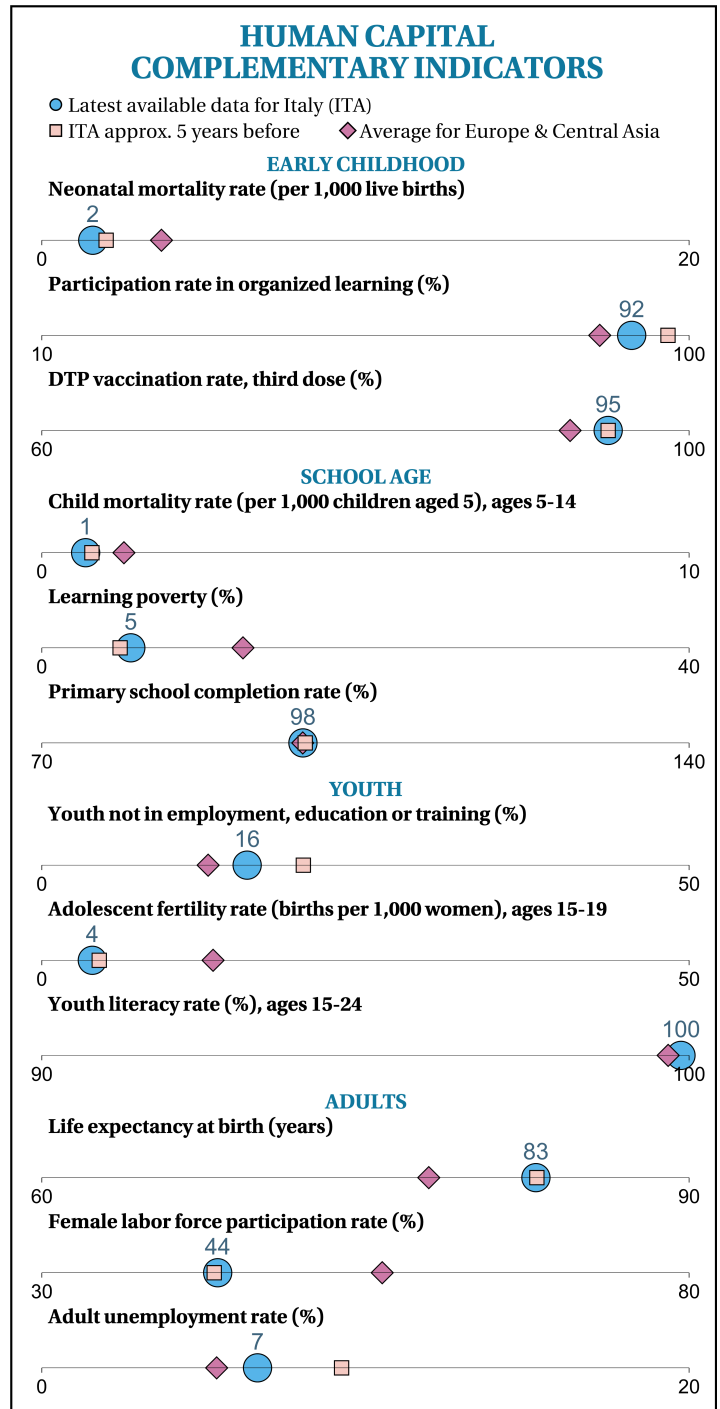 HUMAN CAPITAL
COMPLEMENTARY INDICATORS
Latest available data for Italy (ITA)
ITA approx. 5 years before Average for Europe & Central Asia
EARLY CHILDHOOD
Neonatal mortality rate (per 1,000 live births)
2
0 20
Participation rate in organized learning (%)
92
10 100
DTP vaccination rate, third dose (%)
95
60 100
SCHOOL AGE
Child mortality rate (per 1,000 children aged 5), ages 5-14
1
0 10
Learning poverty (%)
5
0 40
Primary school completion rate (%)
98
70 140
YOUTH
Youth not in employment, education or training (%)
16
0 50
Adolescent fertility rate (births per 1,000 women), ages 15-19
4
0 50
Youth literacy rate (%), ages 15-24
100
90 100
ADULTS
Life expectancy at birth (years)
83
60 90
Female labor force participation rate (%)
44
30 80
Adult unemployment rate (%)
7
0 20